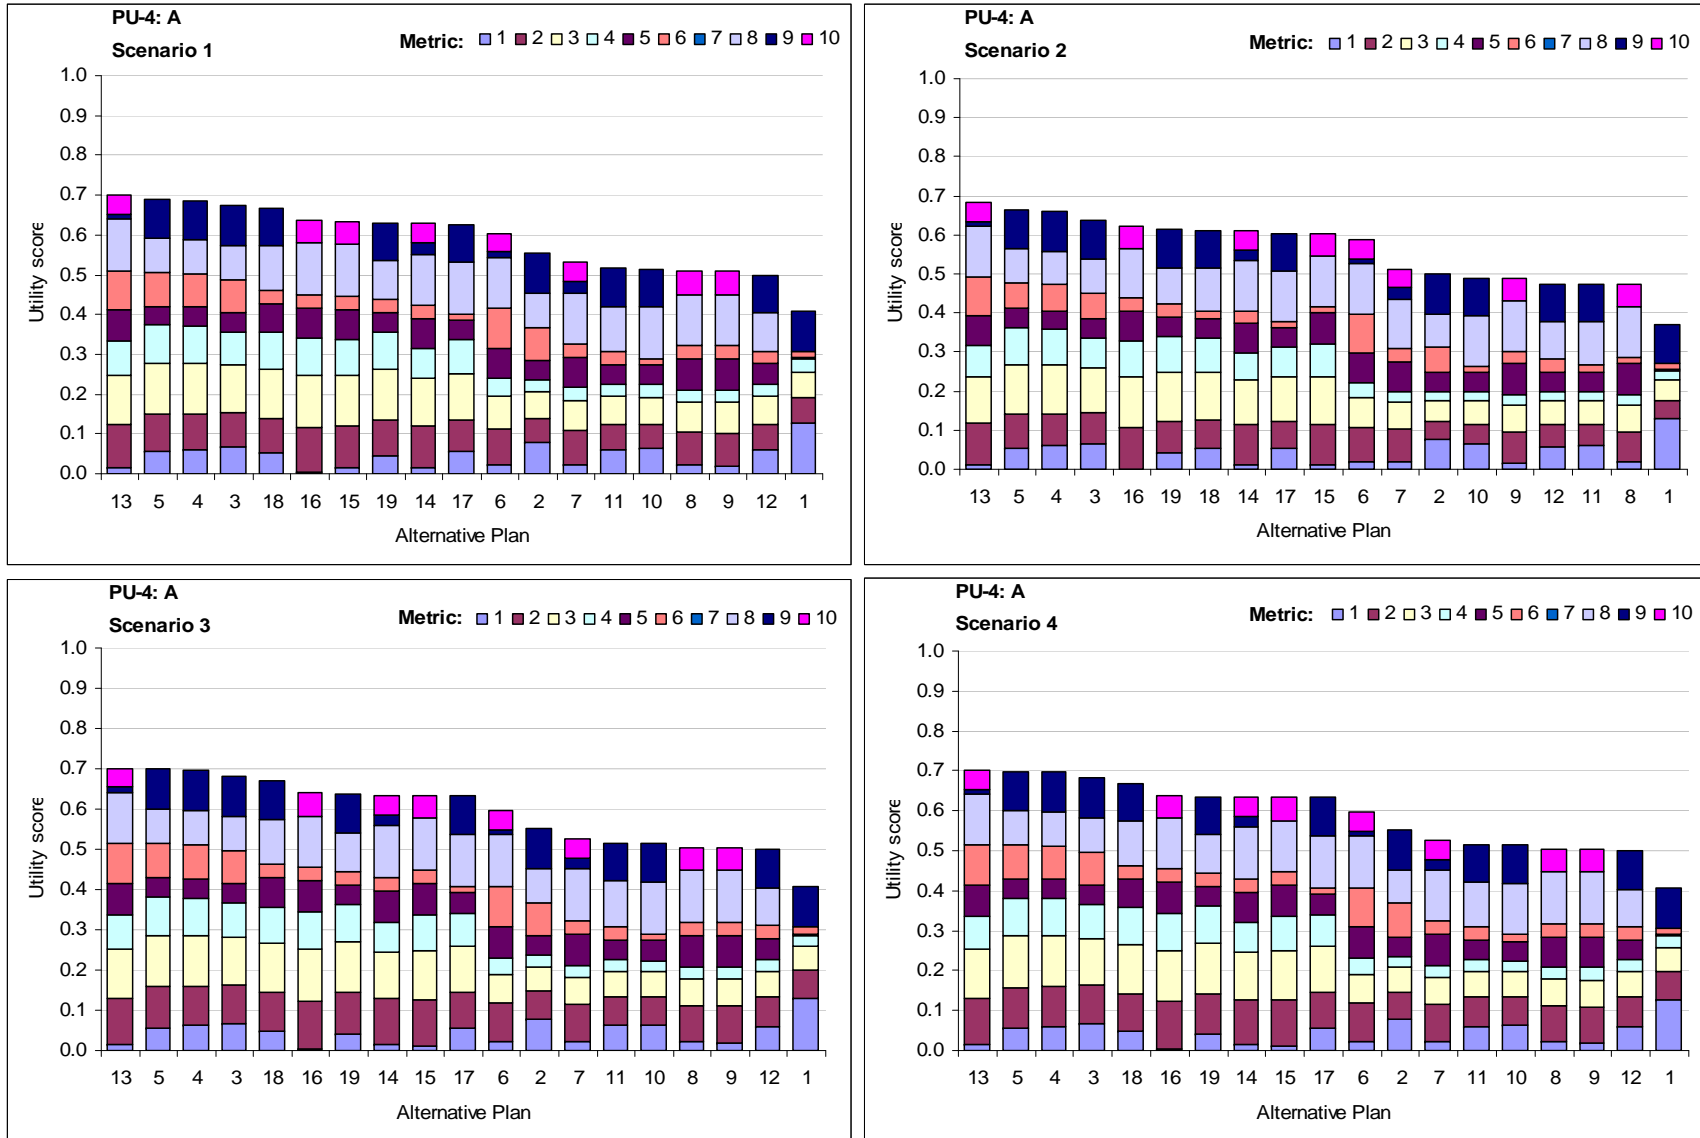 PU-4: A
Scenario 1
Metric: 1 2 3 4 5 6 7 8 9 10
1.0
0.9
0.8
0.7
0.6
0.5
0.4
0.3
0.2
0.1
0.0
Utility score
13 5 4 3 18 16 15 19 14 17 6 2 7 11 10 8 9 12 1
Alternative Plan
PU-4: A
Scenario 2
Metric: 1 2 3 4 5 6 7 8 9 10
1.0
0.9
0.8
0.7
0.6
0.5
0.4
0.3
0.2
0.1
0.0
Utility score
13 5 4 3 16 19 18 14 17 15 6 7 2 10 9 12 11 8 1
Alternative Plan
PU-4: A
Scenario 3
Metric: 1 2 3 4 5 6 7 8 9 10
1.0
0.9
0.8
0.7
0.6
0.5
0.4
0.3
0.2
0.1
0.0
Utility score
13 5 4 3 18 16 19 14 15 17 6 2 7 11 10 8 9 12 1
Alternative Plan
PU-4: A
Scenario 4
Metric: 1 2 3 4 5 6 7 8 9 10
1.0
0.9
0.8
0.7
0.6
0.5
0.4
0.3
0.2
0.1
0.0
Utility score
13 5 4 3 18 16 19 14 15 17 6 2 7 11 10 8 9 12 1
Alternative Plan